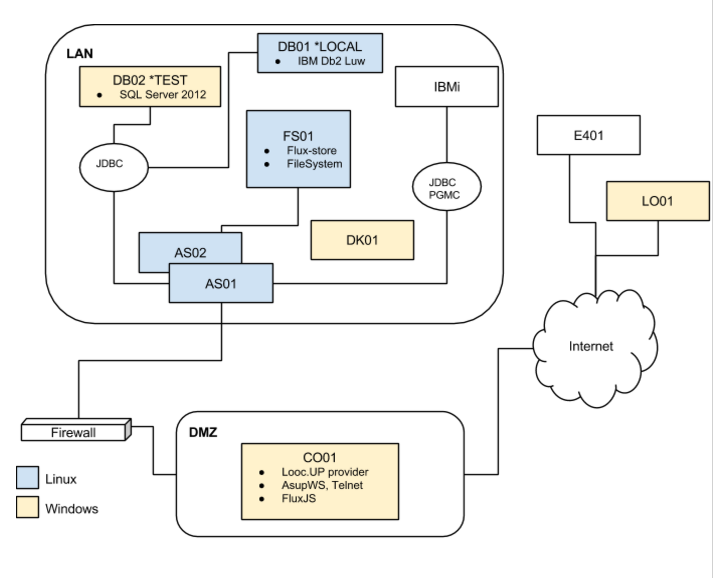 LAN
DB01 *LOCAL
● IBM Db2 Luw
DB02 *TEST
● SQL Server 2012
IBMi
FS01
● Flux-store
● FileSystem
E401
JDBC
JDBC
PGMC
LO01
DK01
AS02
AS01
Internet
Firewall
DMZ
CO01
● Looc.UP provider
● AsupWS, Telnet
● FluxJS
Linux
Windows